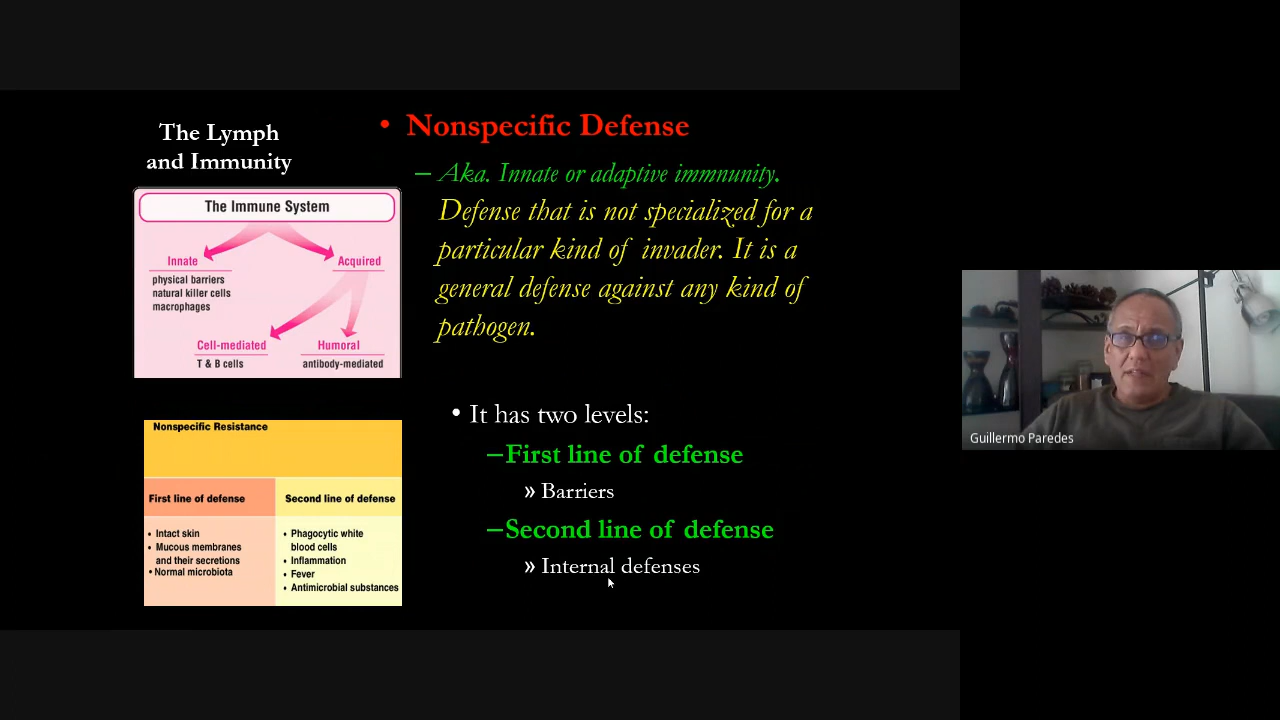 The Lymph
and Immunity
• Nonspecific Defense
– Aka. Innate or adaptive immnunity.
Defense that is not specialized for a
particular kind of invader. It is a
general defense against any kind of
pathogen.
• It has two levels:
–First line of defense
» Barriers
–Second line of defense
» Internal defenses
The Immune System
Innate
physical barriers
natural killer cells
macrophages
Acquired
Cell-mediated
T & B cells
Humoral
antibody-mediated
Nonspecific Resistance
First line of defense
• Intact skin
• Mucous membranes
and their secretions
• Normal microbiota
Second line of defense
• Phagocytic white
blood cells
• Inflammation
• Fever
• Antimicrobial substances
Guillermo Paredes